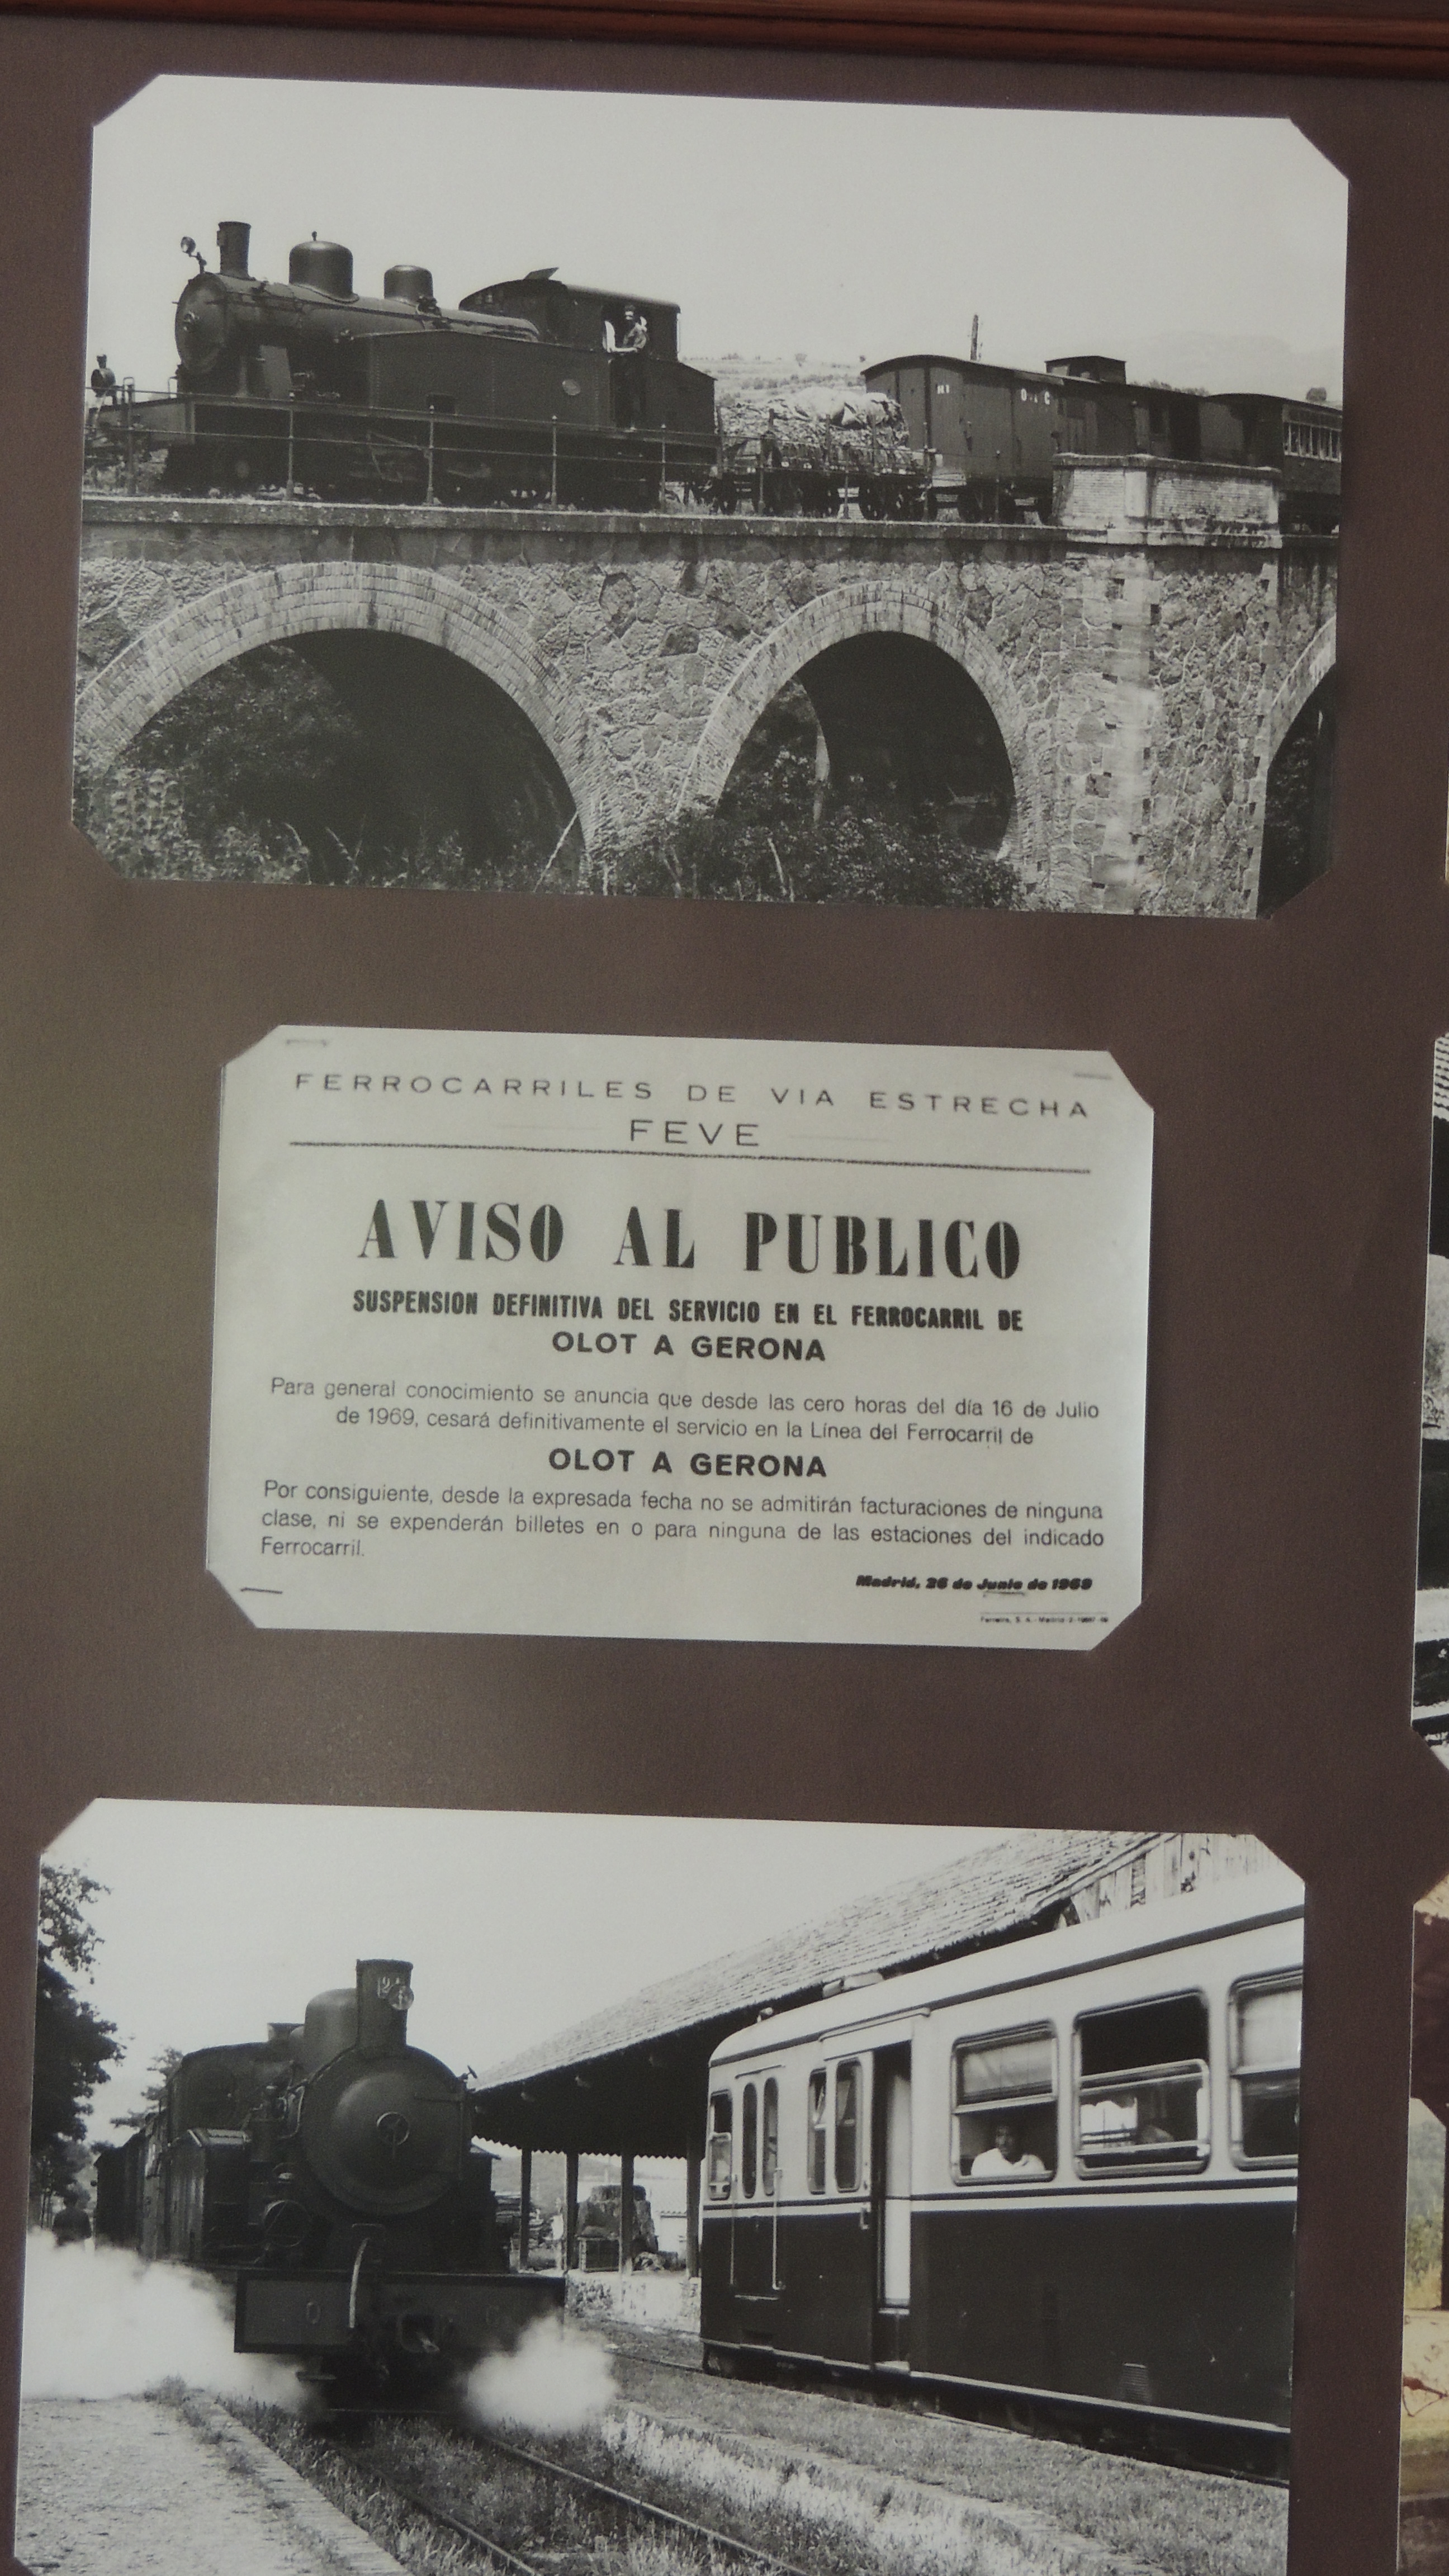 FERROCARRILES DE VIA ESTRECHA
FEVE
AVISO AL PUBLICO
SUSPENSION DEFINITIVA DEL SERVICIO EN EL FERROCARRIL DE
OLOT A GERONA
Para general conocimiento se anuncia que desde las cero horas del día 16 de Julio
de 1969, cesará definitivamente el servicio en la Línea del Ferrocarril de
OLOT A GERONA
Por consiguiente, desde la expresada fecha no se admitirán facturaciones de ninguna
clase, ni se expenderán billetes en o para ninguna de las estaciones del indicado
Ferrocarril.
Madrid, 26 de Junio de 1969